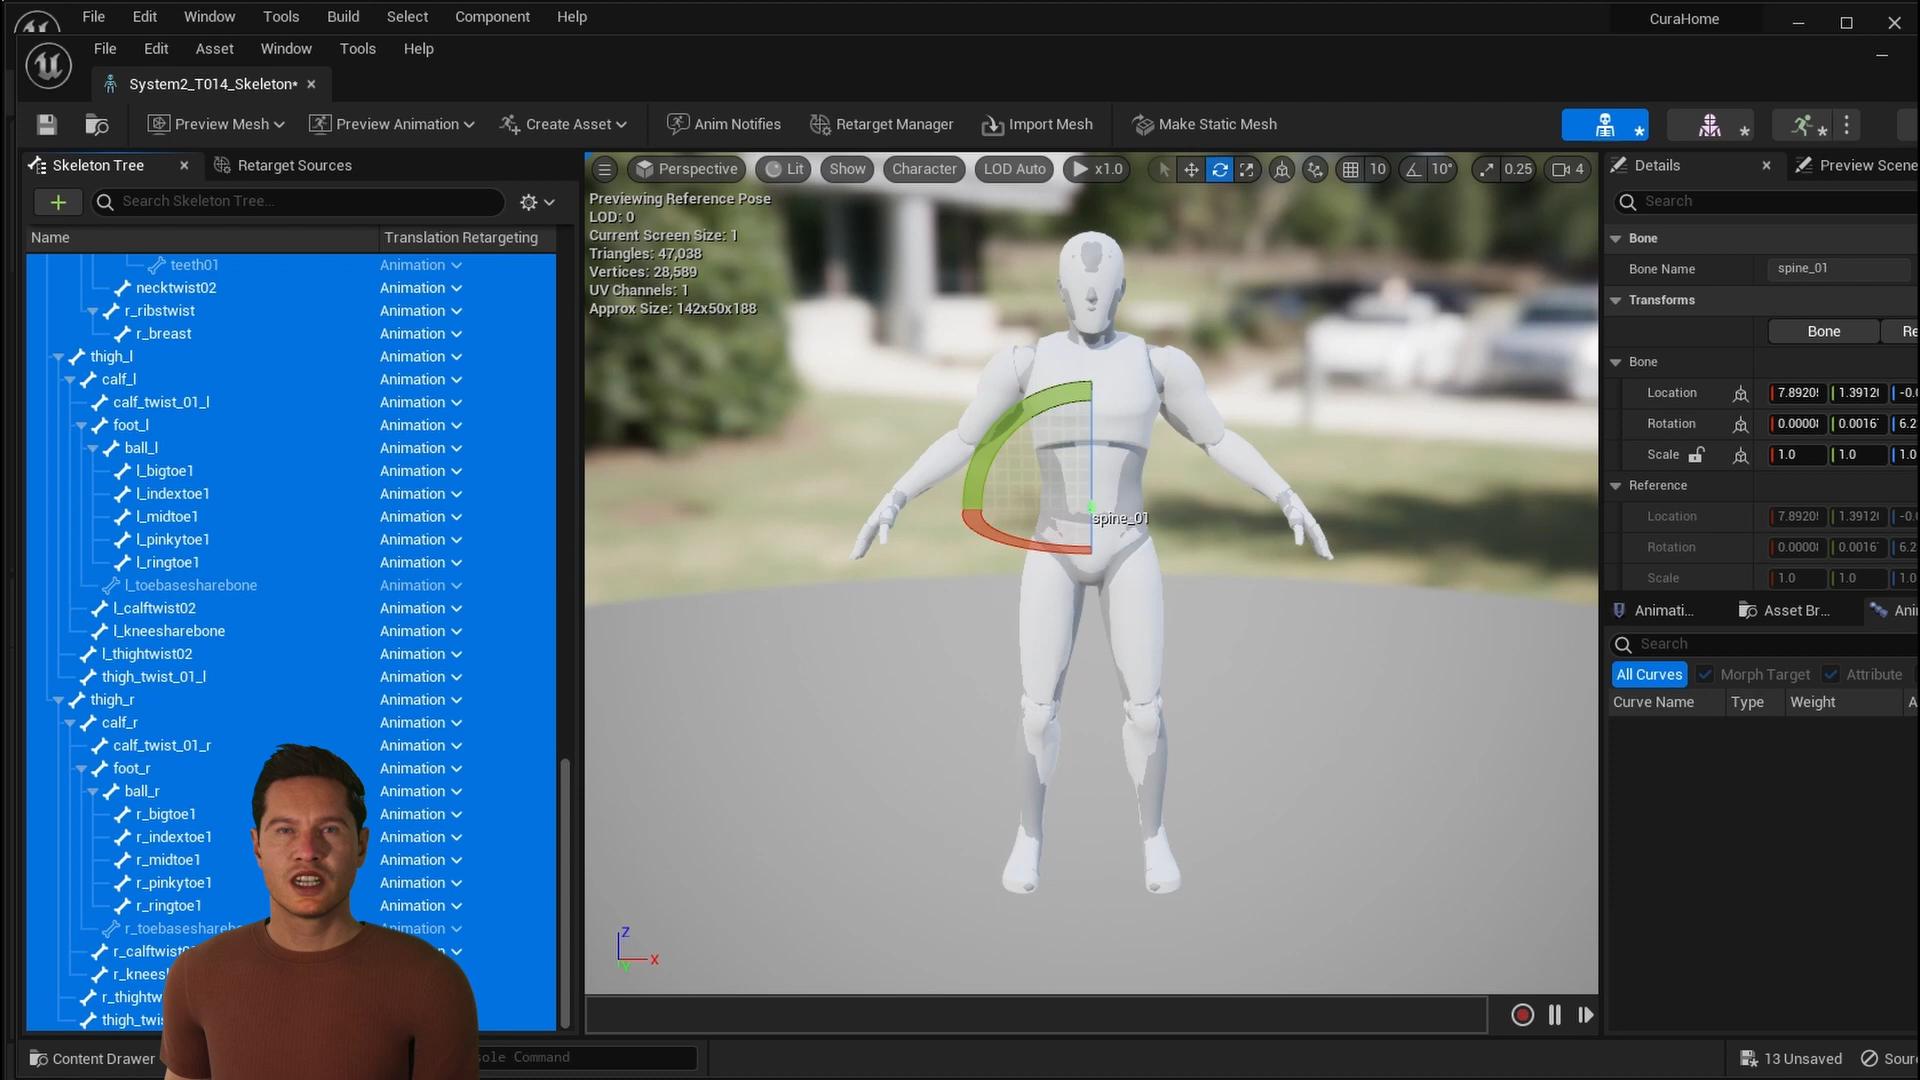 File Edit Window Tools Build Select Component Help
CuraHome
File Edit Asset Window Tools Help
System2_T014_Skeleton*
Preview Mesh
Preview Animation
Create Asset
Anim Notifies
Retarget Manager
Import Mesh
Make Static Mesh
Skeleton Tree
Retarget Sources
Search Skeleton Tree...
Name Translation Retargeting
teeth01 Animation
necktwist02 Animation
r_ribstwist Animation
r_breast Animation
thigh_l Animation
calf_l Animation
calf_twist_01_l Animation
foot_l Animation
ball_l Animation
l_bigtoe1 Animation
l_indextoe1 Animation
l_midtoe1 Animation
l_pinkytoe1 Animation
l_ringtoe1 Animation
l_toebasesharebone Animation
l_calftwist02 Animation
l_kneesharebone Animation
l_thightwist02 Animation
thigh_twist_01_l Animation
thigh_r Animation
calf_r Animation
calf_twist_01_r Animation
foot_r Animation
ball_r Animation
r_bigtoe1 Animation
r_indextoe1 Animation
r_midtoe1 Animation
r_pinkytoe1 Animation
r_ringtoe1 Animation
r_toebaseshareb Animation
r_calftwist
r_knees
r_thightw
thigh_twis
Content Drawer
Command
Perspective Lit Show Character LOD Auto x1.0 10 10° 0.25 4
Previewing Reference Pose
LOD: 0
Current Screen Size: 1
Triangles: 47,038
Vertices: 28,589
UV Channels: 1
Approx Size: 142x50x188
spine_01
Z
X
Y
Details
Preview Scene
Search
Bone
Bone Name spine_01
Transforms
Bone Re
Bone
Location 7.8920 1.3912 -0.0
Rotation 0.0000 0.0016 6.2
Scale 1.0 1.0 1.0
Reference
Location 7.8920 1.3912 -0.0
Rotation 0.0000 0.0016 6.2
Scale 1.0 1.0 1.0
Animati...
Asset Br...
Ani
Search
All Curves Morph Target Attribute
Curve Name Type Weight A
13 Unsaved
Sour